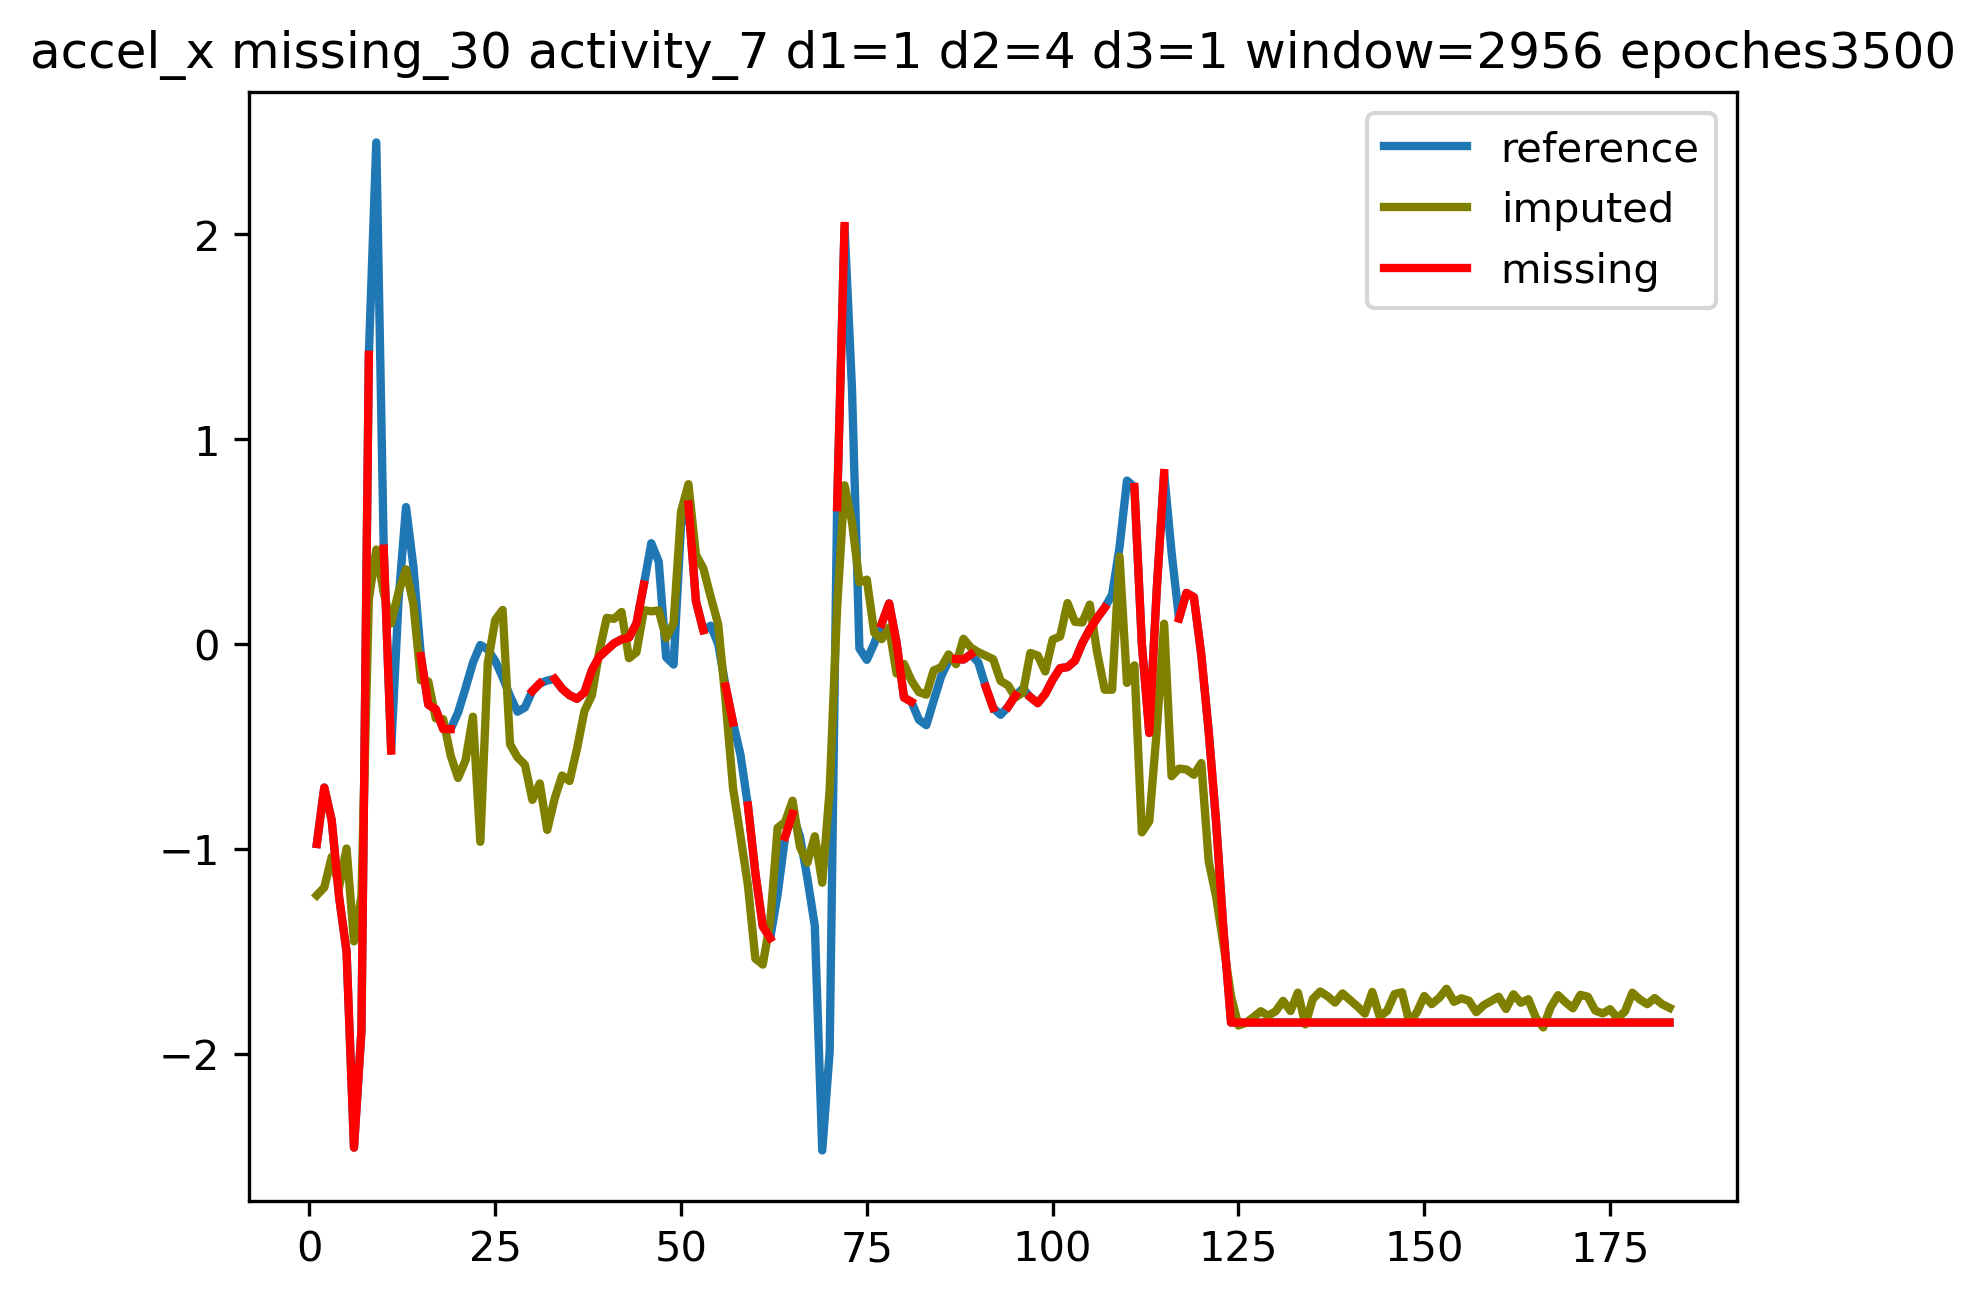 accel_x missing_30 activity_7 d1=1 d2=4 d3=1 window=2956 epoches3500
reference
imputed
missing
2
1
0
−1
−2
0 25 50 75 100 125 150 175